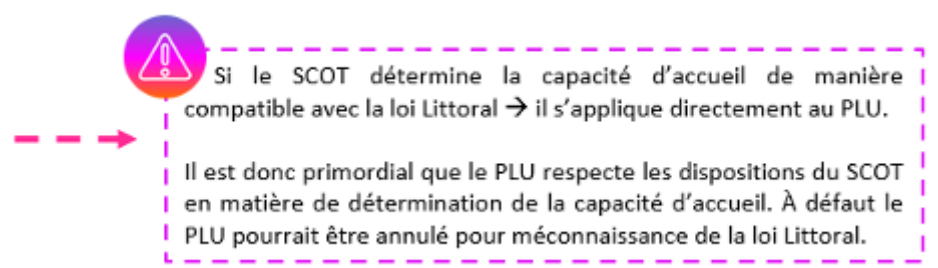 Si le SCOT détermine la capacité d’accueil de manière
compatible avec la loi Littoral → il s’applique directement au PLU.
Il est donc primordial que le PLU respecte les dispositions du SCOT
en matière de détermination de la capacité d’accueil. À défaut le
PLU pourrait être annulé pour méconnaissance de la loi Littoral.